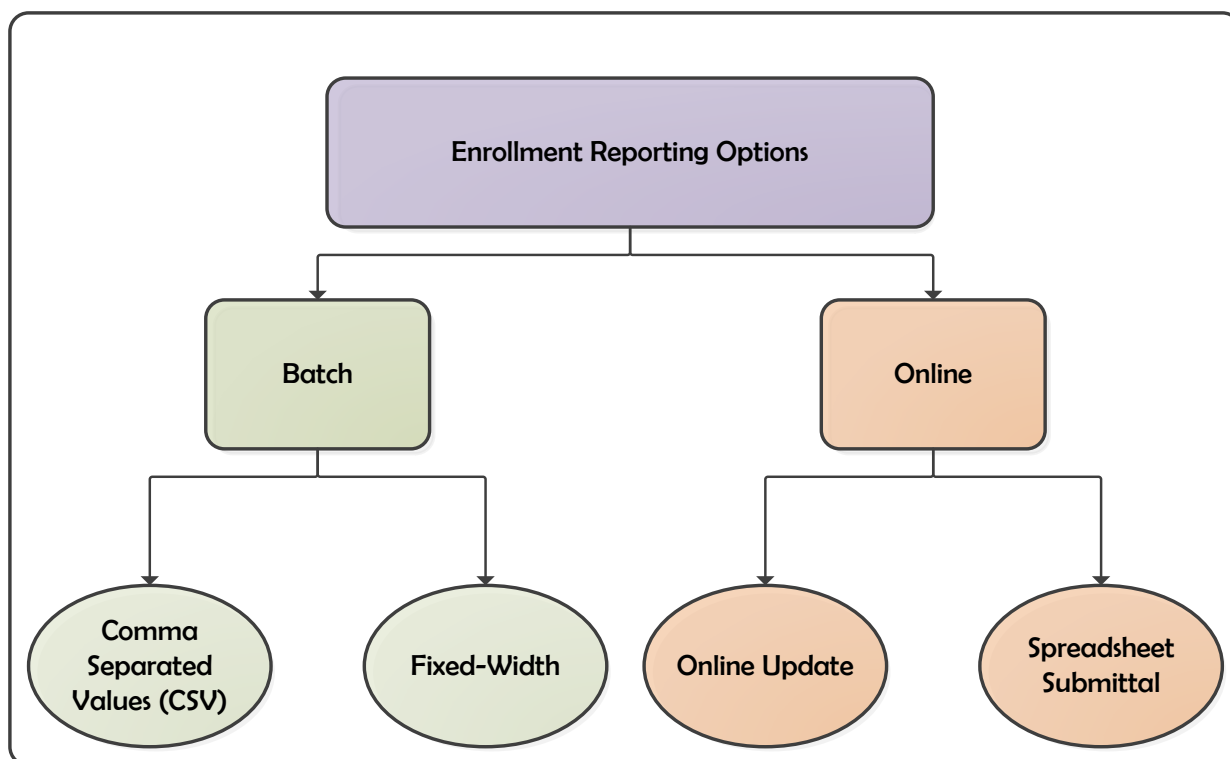 Enrollment Reporting Options
Batch
Online
Comma
Separated
Values (CSV)
Fixed-Width
Online Update
Spreadsheet
Submittal